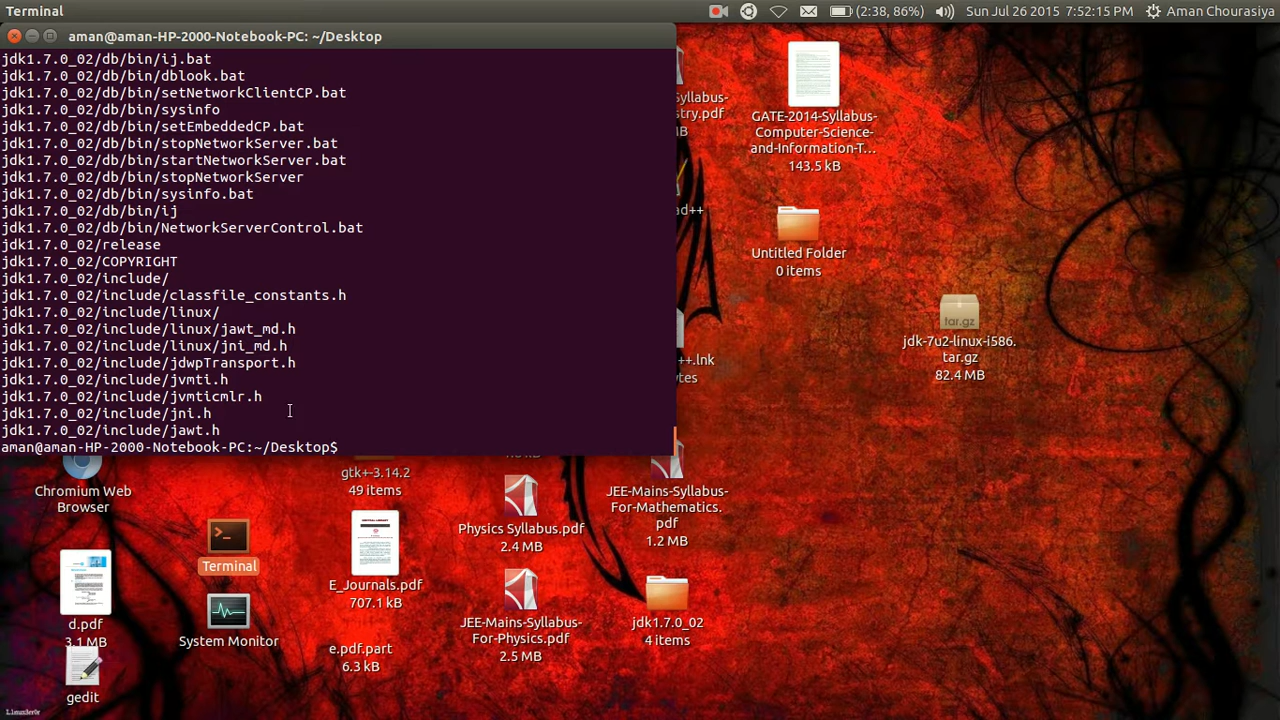 Terminal
(2:38, 86%)
Sun Jul 26 2015 7:52:15 PM
Aman Chourasiya
aman@aman-HP-2000-Notebook-PC: ~/Desktop
jdk1.7.0_02/db/bin/ij.bat
jdk1.7.0_02/db/bin/dblook.bat
jdk1.7.0_02/db/bin/setNetworkClientCP.bat
jdk1.7.0_02/db/bin/sysinfo
jdk1.7.0_02/db/bin/setEmbeddedCP.bat
jdk1.7.0_02/db/bin/stopNetworkServer.bat
jdk1.7.0_02/db/bin/startNetworkServer.bat
jdk1.7.0_02/db/bin/stopNetworkServer
jdk1.7.0_02/db/bin/sysinfo.bat
jdk1.7.0_02/db/bin/ij
jdk1.7.0_02/db/bin/NetworkServerControl.bat
jdk1.7.0_02/release
jdk1.7.0_02/COPYRIGHT
jdk1.7.0_02/include/
jdk1.7.0_02/include/classfile_constants.h
jdk1.7.0_02/include/linux/
jdk1.7.0_02/include/linux/jawt_md.h
jdk1.7.0_02/include/linux/jni_md.h
jdk1.7.0_02/include/jdwpTransport.h
jdk1.7.0_02/include/jvmti.h
jdk1.7.0_02/include/jvmticmlr.h
jdk1.7.0_02/include/jni.h
jdk1.7.0_02/include/jawt.h
aman@aman-HP-2000-Notebook-PC:~/Desktop$
yllabus-
stry.pdf
MB
ad++
++.lnk
ytes
GATE-2014-Syllabus-
Computer-Science-
and-Information-T...
143.5 kB
Untitled Folder
0 items
tar.gz
jdk-7u2-linux-i586.
tar.gz
82.4 MB
Chromium Web
Browser
gtk+-3.14.2
49 items
Physics Syllabus.pdf
2.4 MB
JEE-Mains-Syllabus-
For-Mathematics.
pdf
1.2 MB
Terminal
E_Journals.pdf
707.1 kB
d.pdf
3.1 MB
System Monitor
e.pdf.part
6.3 kB
JEE-Mains-Syllabus-
For-Physics.pdf
2.5 MB
jdk1.7.0_02
4 items
gedit